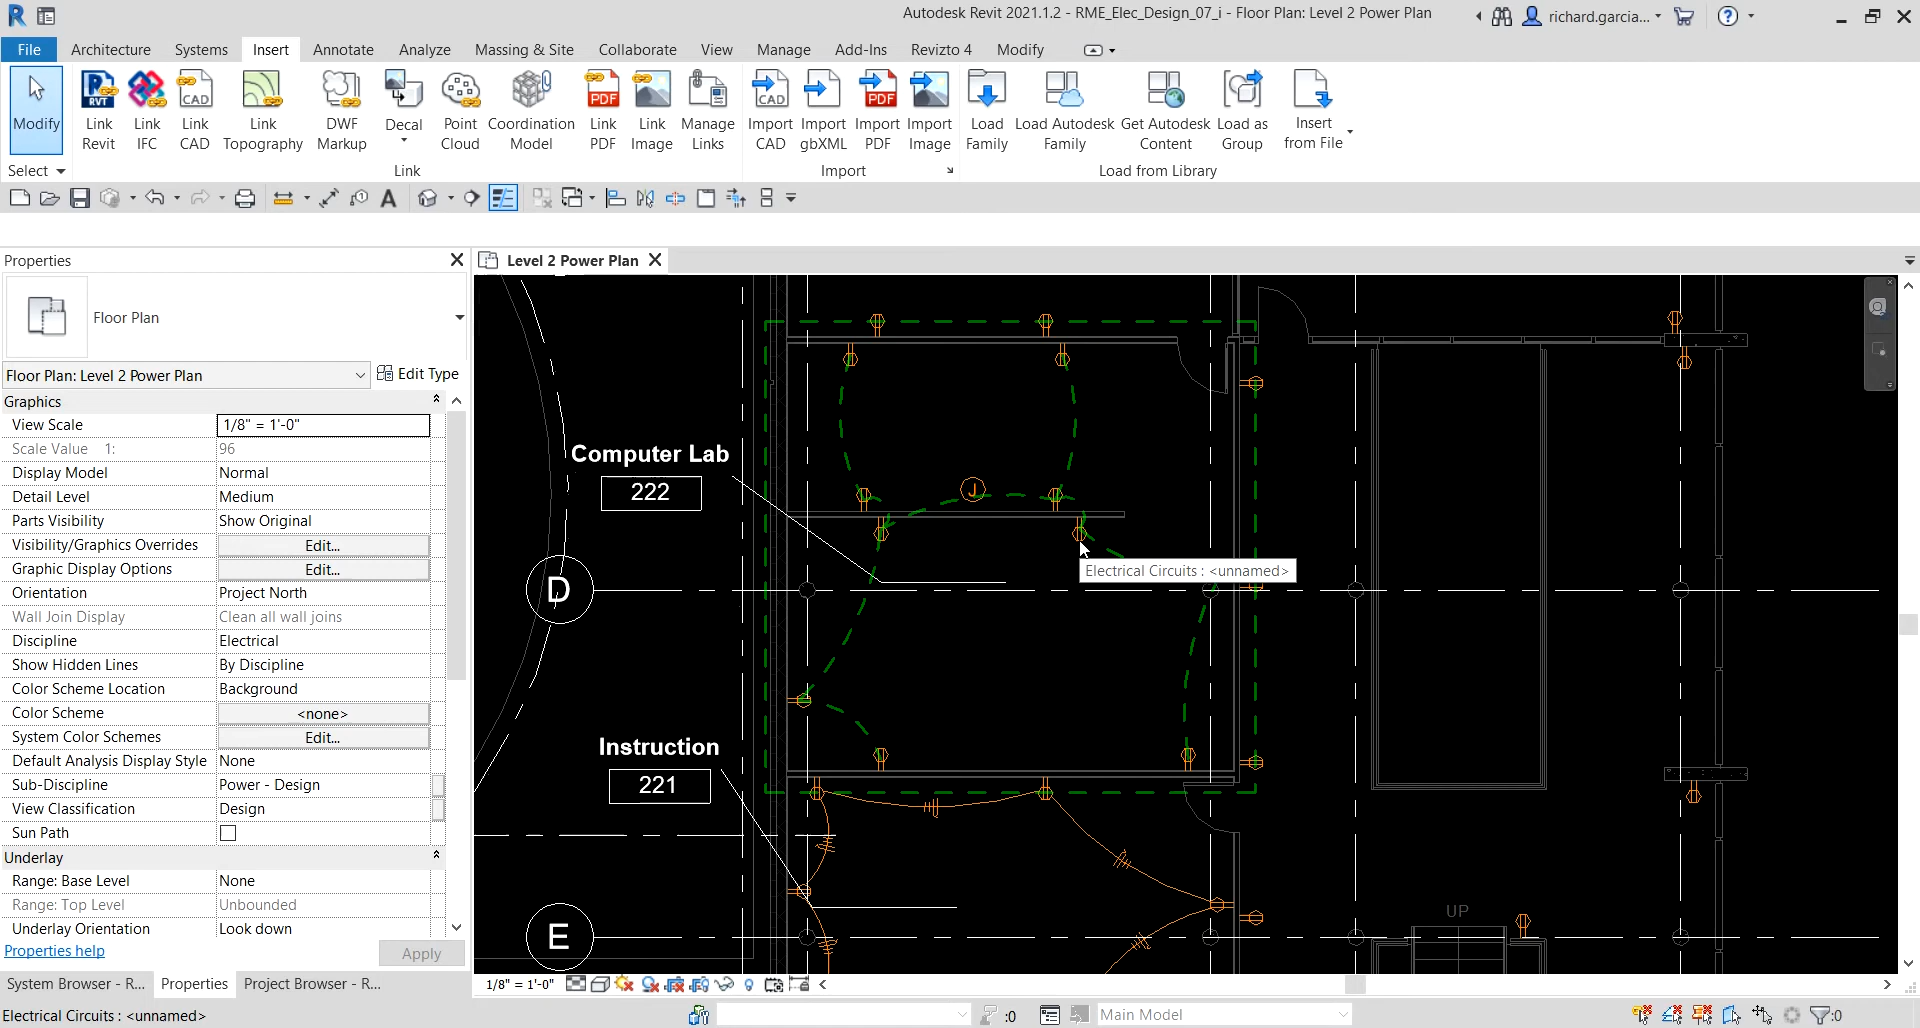 Autodesk Revit 2021.1.2 - RME_Elec_Design_07_i - Floor Plan: Level 2 Power Plan
richard.garcia...
File Architecture Systems Insert Annotate Analyze Massing & Site Collaborate View Manage Add-Ins Revizto 4 Modify
Modify
Link Revit
Link IFC
Link CAD
Link Topography
DWF Markup
Decal
Point Cloud
Coordination Model
Link PDF
Link Image
Manage Links
Import CAD
Import gbXML
Import PDF
Import Image
Load Family
Load Autodesk Family
Get Autodesk Content
Load as Group
Insert from File
Select Link Import Load from Library
Properties
Level 2 Power Plan
Floor Plan
Floor Plan: Level 2 Power Plan Edit Type
Graphics
View Scale 1/8" = 1'-0"
Scale Value 1: 96
Display Model Normal
Detail Level Medium
Parts Visibility Show Original
Visibility/Graphics Overrides Edit...
Graphic Display Options Edit...
Orientation Project North
Wall Join Display Clean all wall joins
Discipline Electrical
Show Hidden Lines By Discipline
Color Scheme Location Background
Color Scheme <none>
System Color Schemes Edit...
Default Analysis Display Style None
Sub-Discipline Power - Design
View Classification Design
Sun Path
Underlay
Range: Base Level None
Range: Top Level Unbounded
Underlay Orientation Look down
Properties help Apply
System Browser - R... Properties Project Browser - R...
Computer Lab
222
J
D
Electrical Circuits : <unnamed>
Instruction
221
UP
E
1/8" = 1'-0"
Electrical Circuits : <unnamed>
:0
Main Model
:0